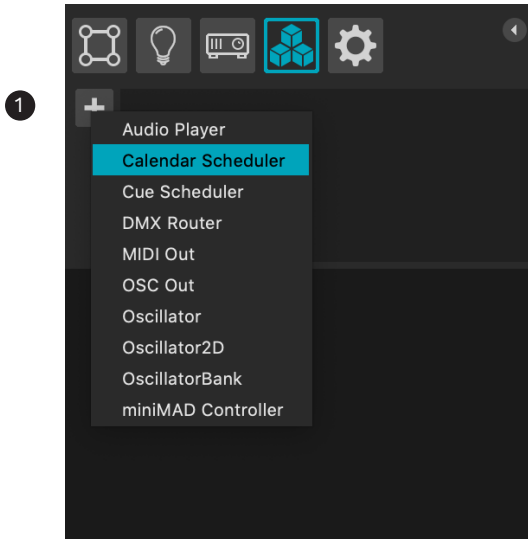 1
Audio Player
Calendar Scheduler
Cue Scheduler
DMX Router
MIDI Out
OSC Out
Oscillator
Oscillator2D
OscillatorBank
miniMAD Controller